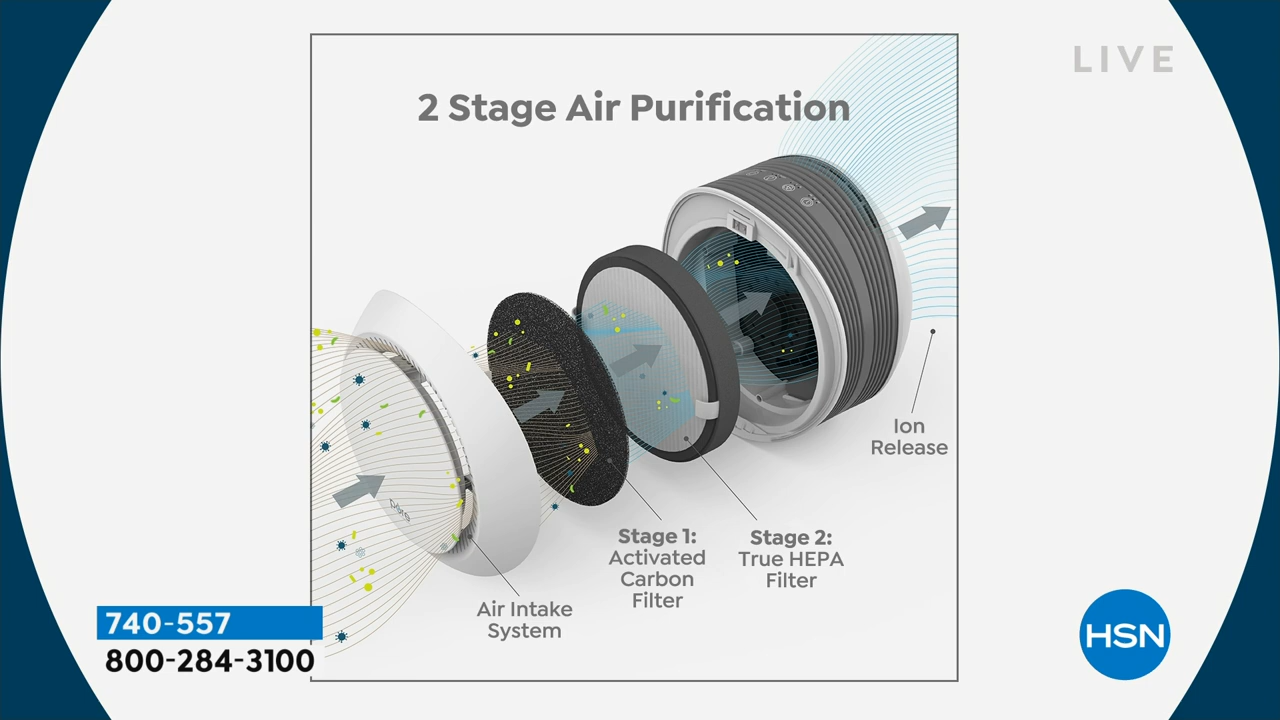 LIVE
2 Stage Air Purification
Ion
Release
Stage 1:
Activated
Carbon
Filter
Stage 2:
True HEPA
Filter
Air Intake
System
740-557
800-284-3100
HSN